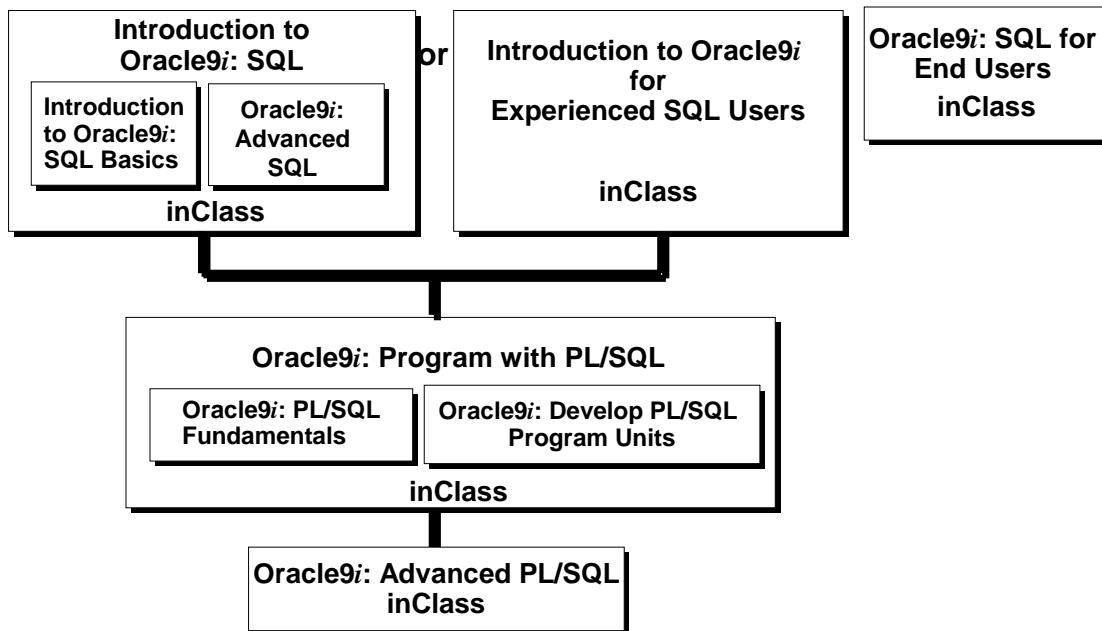 Introduction to
Oracle9i: SQL
Introduction
to Oracle9i:
SQL Basics
Oracle9i:
Advanced
SQL
inClass
or
Introduction to Oracle9i
for
Experienced SQL Users
inClass
Oracle9i: SQL for
End Users
inClass
Oracle9i: Program with PL/SQL
Oracle9i: PL/SQL
Fundamentals
Oracle9i: Develop PL/SQL
Program Units
inClass
Oracle9i: Advanced PL/SQL
inClass